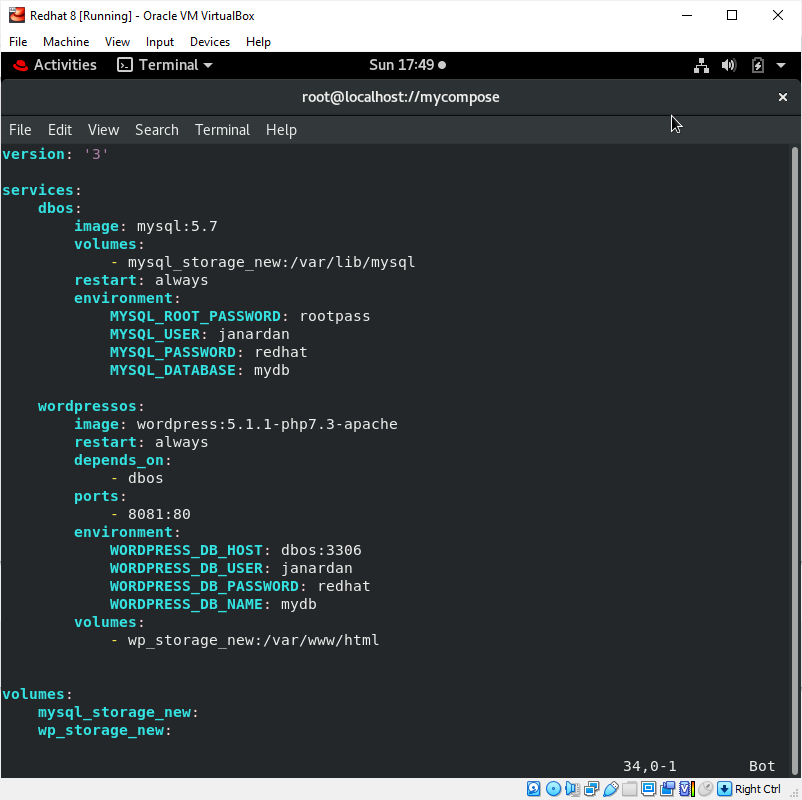 Redhat 8 [Running] - Oracle VM VirtualBox
File Machine View Input Devices Help
Activities Terminal Sun 17:49
root@localhost://mycompose
File Edit View Search Terminal Help
version: '3'
services:
    dbos:
        image: mysql:5.7
        volumes:
            - mysql_storage_new:/var/lib/mysql
        restart: always
        environment:
            MYSQL_ROOT_PASSWORD: rootpass
            MYSQL_USER: janardan
            MYSQL_PASSWORD: redhat
            MYSQL_DATABASE: mydb
    wordpressos:
        image: wordpress:5.1.1-php7.3-apache
        restart: always
        depends_on:
            - dbos
        ports:
            - 8081:80
        environment:
            WORDPRESS_DB_HOST: dbos:3306
            WORDPRESS_DB_USER: janardan
            WORDPRESS_DB_PASSWORD: redhat
            WORDPRESS_DB_NAME: mydb
        volumes:
            - wp_storage_new:/var/www/html
volumes:
    mysql_storage_new:
    wp_storage_new:
34,0-1 Bot
Right Ctrl